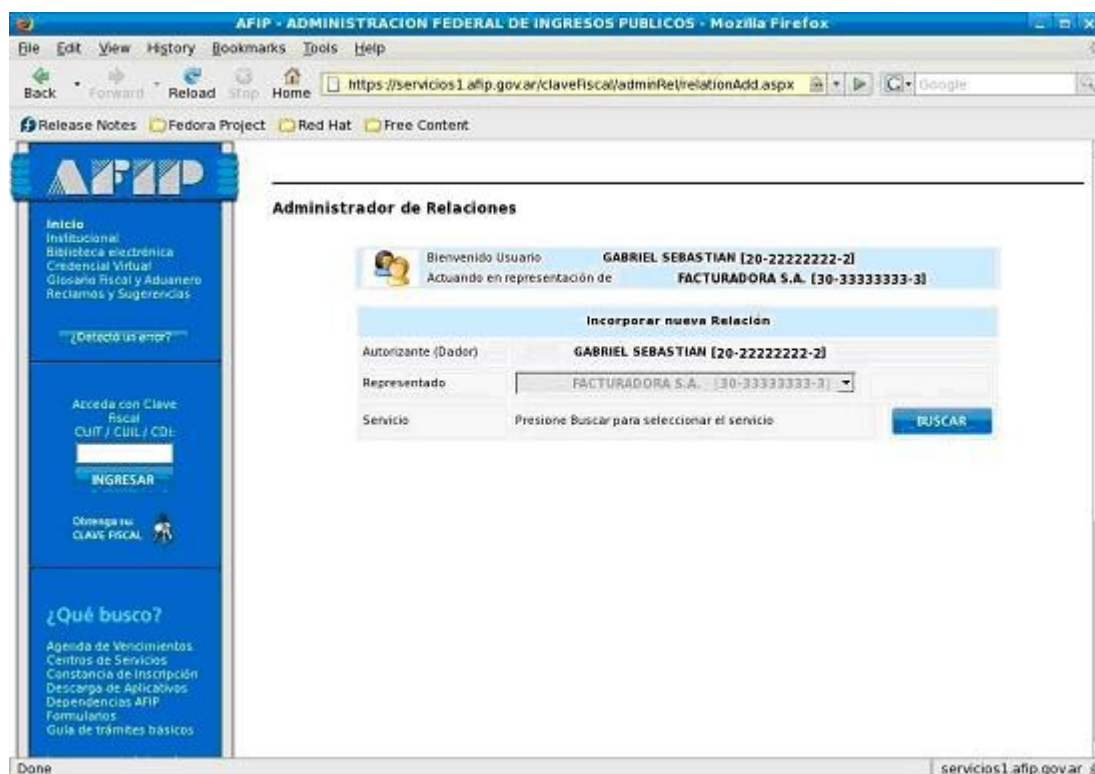 AFIP - ADMINISTRACION FEDERAL DE INGRESOS PUBLICOS - Mozilla Firefox
File Edit View History Bookmarks Tools Help
Back Forward Reload Stop Home https://servicios1.afip.gov.ar/claveFiscal/adminRel/relationAdd.aspx Google
Release Notes Fedora Project Red Hat Free Content
AFIP
Inicio
Institucional
Biblioteca electrónica
Credencial Virtual
Glosario Fiscal y Aduanero
Reclamos y Sugerencias
¿Detectó un error?
Acceda con Clave
Fiscal
CUIT / CUIL / CDI:
INGRESAR
Obtenga su
CLAVE FISCAL
¿Qué busco?
Agenda de Vencimientos
Centros de Servicios
Constancia de Inscripción
Descarga de Aplicativos
Dependencias AFIP
Formularios
Guía de trámites básicos
Administrador de Relaciones
Bienvenido Usuario GABRIEL SEBASTIAN [20-22222222-2]
Actuando en representación de FACTURADORA S.A. [30-33333333-3]
Incorporar nueva Relación
Autorizante (Dador) GABRIEL SEBASTIAN [20-22222222-2]
Representado FACTURADORA S.A. [30-33333333-3]
Servicio Presione Buscar para seleccionar el servicio BUSCAR
Done servicios1.afip.gov.ar